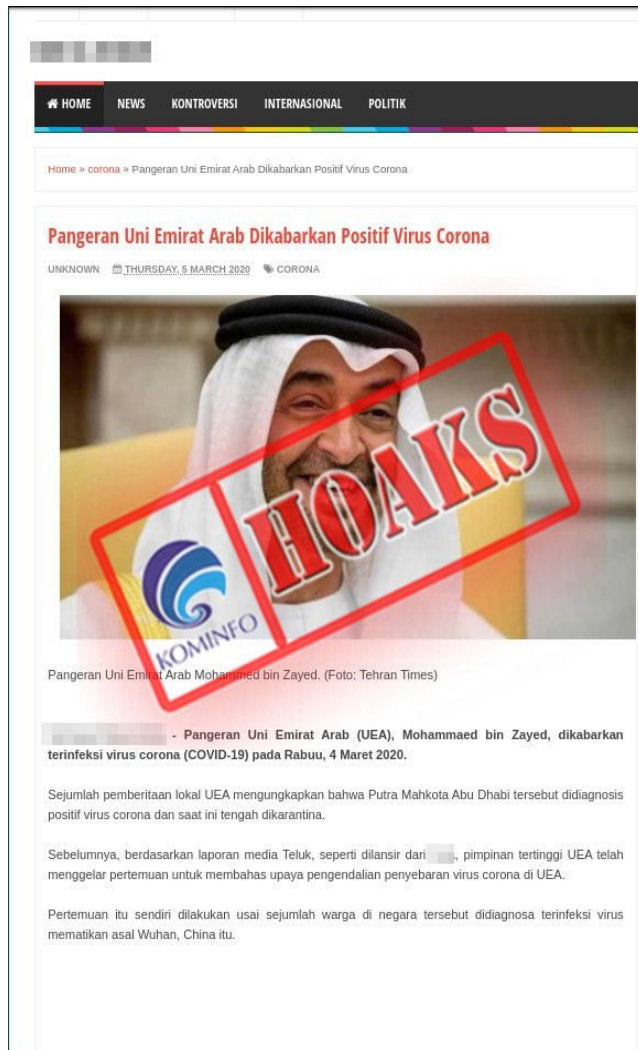 HOME NEWS KONTROVERSI INTERNASIONAL POLITIK
Home » corona » Pangeran Uni Emirat Arab Dikabarkan Positif Virus Corona
Pangeran Uni Emirat Arab Dikabarkan Positif Virus Corona
UNKNOWN THURSDAY, 5 MARCH 2020 CORONA
HOAKS
KOMINFO
Pangeran Uni Emirat Arab Mohammed bin Zayed. (Foto: Tehran Times)
- Pangeran Uni Emirat Arab (UEA), Mohammaed bin Zayed, dikabarkan
terinfeksi virus corona (COVID-19) pada Rabuu, 4 Maret 2020.
Sejumlah pemberitaan lokal UEA mengungkapkan bahwa Putra Mahkota Abu Dhabi tersebut didiagnosis
positif virus corona dan saat ini tengah dikarantina.
Sebelumnya, berdasarkan laporan media Teluk, seperti dilansir dari , pimpinan tertinggi UEA telah
menggelar pertemuan untuk membahas upaya pengendalian penyebaran virus corona di UEA.
Pertemuan itu sendiri dilakukan usai sejumlah warga di negara tersebut didiagnosa terinfeksi virus
mematikan asal Wuhan, China itu.